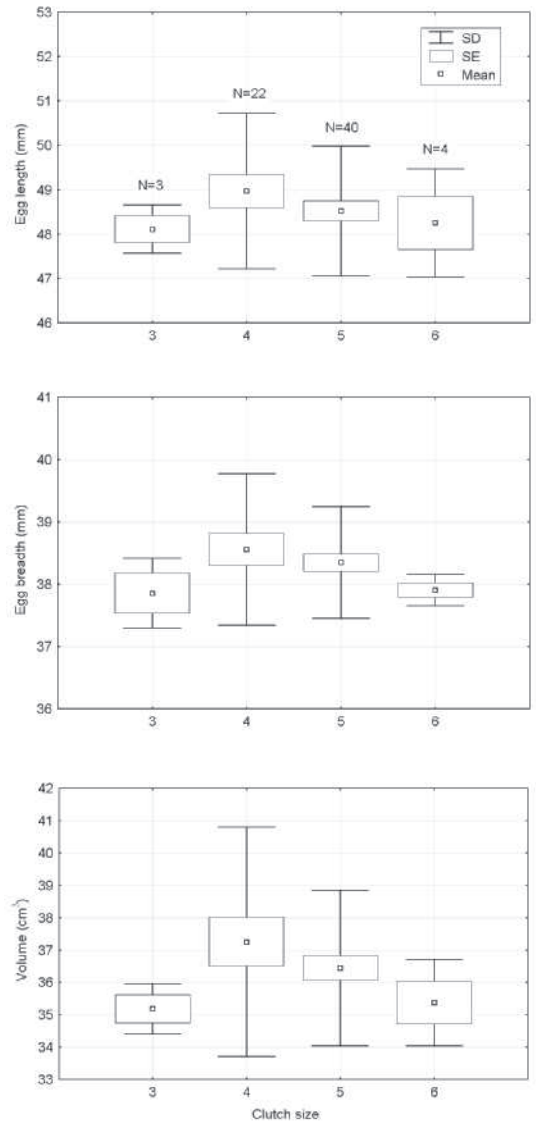 53
52
51
50
49
48
47
46
Egg length (mm)
N=3
N=22
N=40
N=4
SD
SE
Mean
3 4 5 6
41
40
39
38
37
36
Egg breadth (mm)
3 4 5 6
42
41
40
39
38
37
36
35
34
33
Volume (cm³)
3 4 5 6
Clutch size